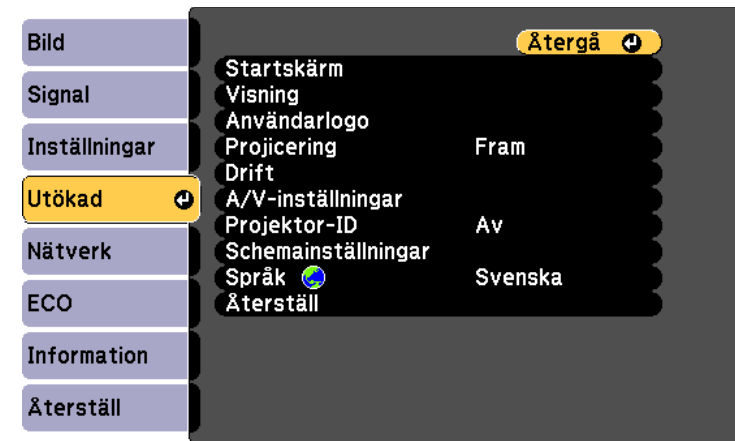 Bild
Signal
Inställningar
Utökad
Nätverk
ECO
Information
Återställ
Återgå
Startskärm
Visning
Användarlogo
Projicering Fram
Drift
A/V-inställningar
Projektor-ID Av
Schemainställningar
Språk Svenska
Återställ